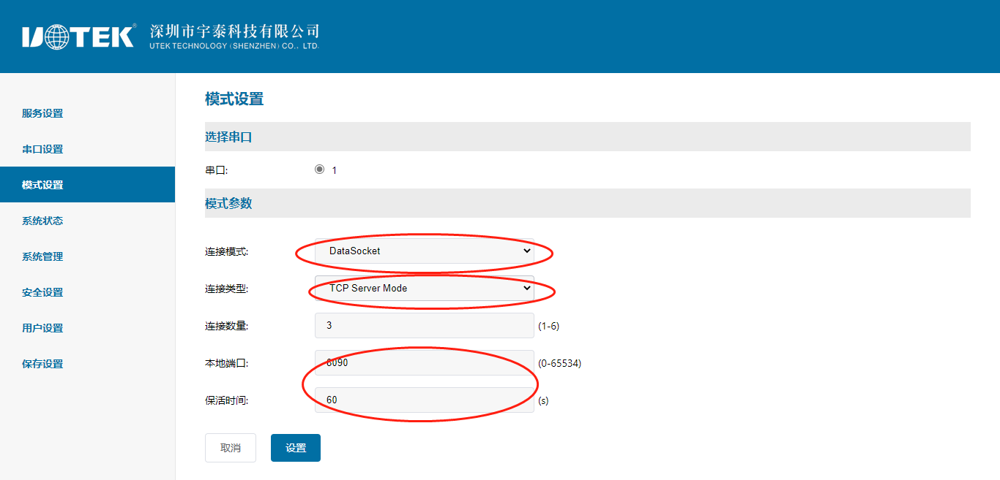 UTEK® 深圳市宇泰科技有限公司
UTEK TECHNOLOGY (SHENZHEN) CO., LTD.
服务设置
串口设置
模式设置
系统状态
系统管理
安全设置
用户设置
保存设置
模式设置
选择串口
串口: 1
模式参数
连接模式: DataSocket
连接类型: TCP Server Mode
连接数量: 3 (1-6)
本地端口: 8090 (0-65534)
保活时间: 60 (s)
取消 设置